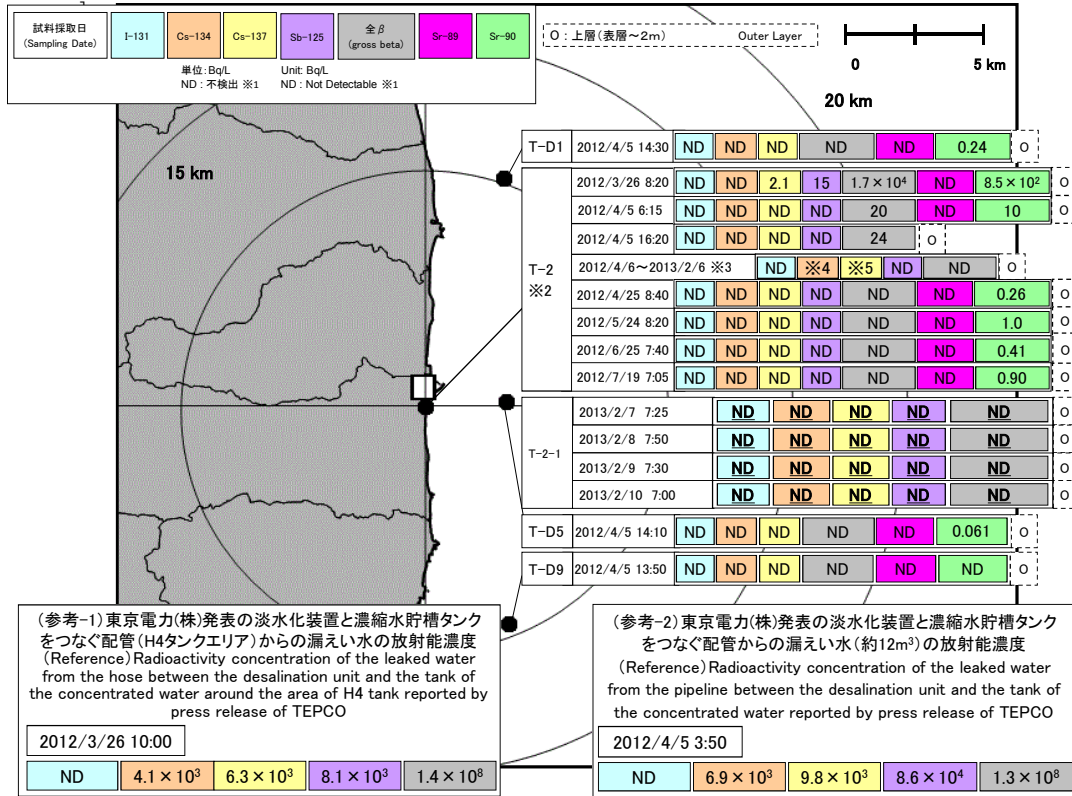 試料採取日
(Sampling Date)
I-131
Cs-134
Cs-137
Sb-125
全β
(gross beta)
Sr-89
Sr-90
単位:Bq/L
Unit: Bq/L
ND : 不検出 ※1
ND : Not Detectable ※1
O : 上層(表層～2m)
Outer Layer
0
5 km
20 km
15 km
T-D1 2012/4/5 14:30 ND ND ND ND ND 0.24 O
T-2
※2
2012/3/26 8:20 ND ND 2.1 15 1.7×10⁴ ND 8.5×10² O
2012/4/5 6:15 ND ND ND ND 20 ND 10 O
2012/4/5 16:20 ND ND ND ND 24 O
2012/4/6～2013/2/6 ※3 ND ※4 ※5 ND ND O
2012/4/25 8:40 ND ND ND ND ND ND 0.26 O
2012/5/24 8:20 ND ND ND ND ND ND 1.0 O
2012/6/25 7:40 ND ND ND ND ND ND 0.41 O
2012/7/19 7:05 ND ND ND ND ND ND 0.90 O
T-2-1
2013/2/7 7:25 ND ND ND ND ND O
2013/2/8 7:50 ND ND ND ND ND O
2013/2/9 7:30 ND ND ND ND ND O
2013/2/10 7:00 ND ND ND ND ND O
T-D5 2012/4/5 14:10 ND ND ND ND ND 0.061 O
T-D9 2012/4/5 13:50 ND ND ND ND ND ND O
(参考-1)東京電力(株)発表の淡水化装置と濃縮水貯槽タンク
をつなぐ配管(H4タンクエリア)からの漏えい水の放射能濃度
(Reference)Radioactivity concentration of the leaked water
from the hose between the desalination unit and the tank of
the concentrated water around the area of H4 tank reported by
press release of TEPCO
2012/3/26 10:00
ND 4.1×10³ 6.3×10³ 8.1×10³ 1.4×10⁸
(参考-2)東京電力(株)発表の淡水化装置と濃縮水貯槽タンク
をつなぐ配管からの漏えい水(約12m³)の放射能濃度
(Reference)Radioactivity concentration of the leaked water
from the pipeline between the desalination unit and the tank of
the concentrated water reported by press release of TEPCO
2012/4/5 3:50
ND 6.9×10³ 9.8×10³ 8.6×10⁴ 1.3×10⁸